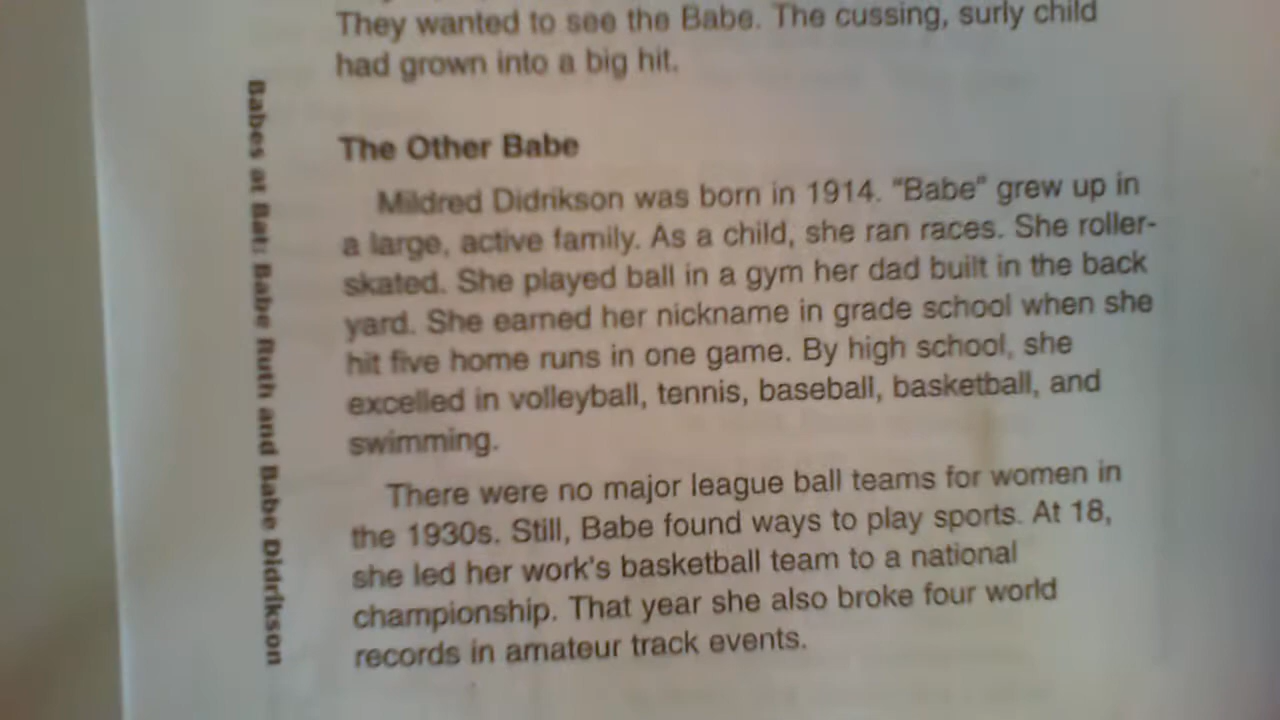 They wanted to see the Babe. The cussing, surly child
had grown into a big hit.
The Other Babe
Mildred Didrikson was born in 1914. "Babe" grew up in
a large, active family. As a child, she ran races. She roller-
skated. She played ball in a gym her dad built in the back
yard. She earned her nickname in grade school when she
hit five home runs in one game. By high school, she
excelled in volleyball, tennis, baseball, basketball, and
swimming.
There were no major league ball teams for women in
the 1930s. Still, Babe found ways to play sports. At 18,
she led her work's basketball team to a national
championship. That year she also broke four world
records in amateur track events.
Babes at Bat: Babe Ruth and Babe Didrikson